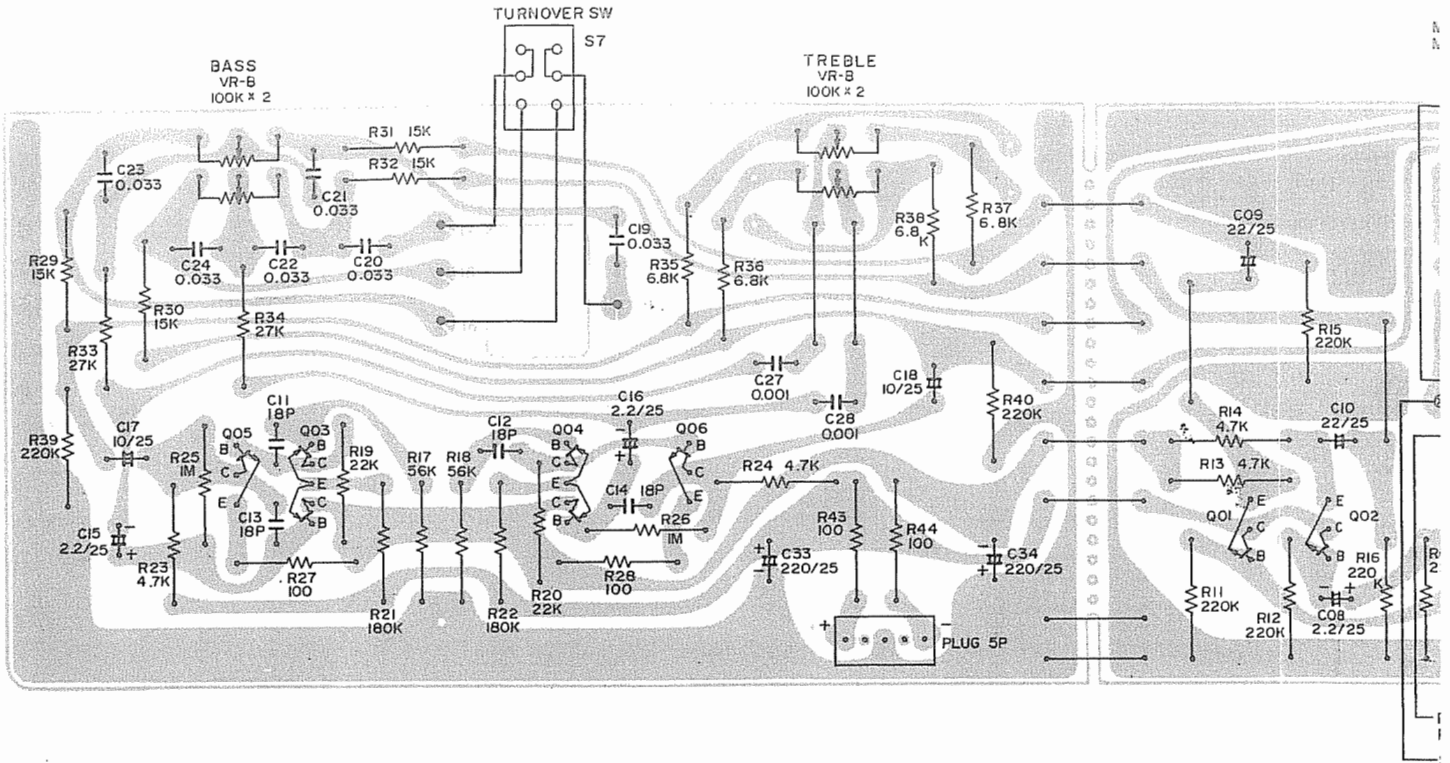 TURNOVER SW
S7
BASS
VR-B
100K × 2
TREBLE
VR-B
100K × 2
R31 15K
R32 15K
C23
0.033
C21
0.033
R29
15K
C24
0.033
C22
0.033
C20
0.033
C19
0.033
R35
6.8K
R36
6.8K
R38
6.8
K
R37
6.8K
C09
22/25
R30
15K
R34
27K
R33
27K
R15
220K
C27
0.001
C28
0.001
C18
10/25
R40
220K
R39
220K
C17
10/25
R25
1M
Q05
B
C
E
C11
18P
Q03
B
C
E
C
B
C13
18P
R19
22K
R17
56K
R18
56K
C12
18P
Q04
B
C
E
C
B
C16
2.2/25
-
+
Q06
B
C
E
C14 18P
R26
1M
R24 4.7K
R14
4.7K
R13 4.7K
C10
22/25
Q01
E
C
B
Q02
E
C
B
C15
2.2/25
-
+
R23
4.7K
R27
100
R21
180K
R22
180K
R20
22K
R28
100
C33
220/25
+
-
R43
100
R44
100
C34
220/25
-
+
R11
220K
R12
220K
C08
2.2/25
-
+
R16
220
K
+
-
PLUG 5P